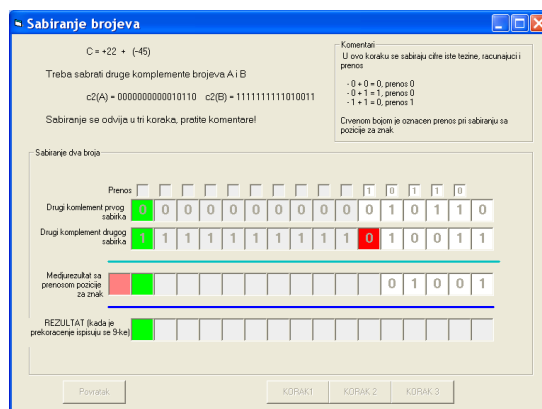 Sabiranje brojeva
C = +22 + (-45)
Treba sabrati druge komplemente brojeva A i B
c2(A) = 0000000000010110 c2(B) = 1111111111010011
Sabiranje se odvija u tri koraka, pratite komentare!
Komentari
U ovo koraku se sabiraju cifre iste tezine, racunajuci i
prenos
- 0 + 0 = 0, prenos 0
- 0 + 1 = 1, prenos 0
- 1 + 1 = 0, prenos 1
Crvenom bojom je oznacen prenos pri sabiranju sa
pozicije za znak
Sabiranje dva broja
Prenos 1 0 1 1 0
Drugi komlement prvog
sabirka
0 0 0 0 0 0 0 0 0 0 1 0 1 1 0
Drugi komplement drugog
sabirka
1 1 1 1 1 1 1 1 1 0 1 0 0 1 1
Medjurezultat sa
prenosom pozicije
za znak
0 1 0 0 1
REZULTAT (kada je
prekoracenje ispisuju se 9-ke)
Povratak KORAK1 KORAK 2 KORAK 3